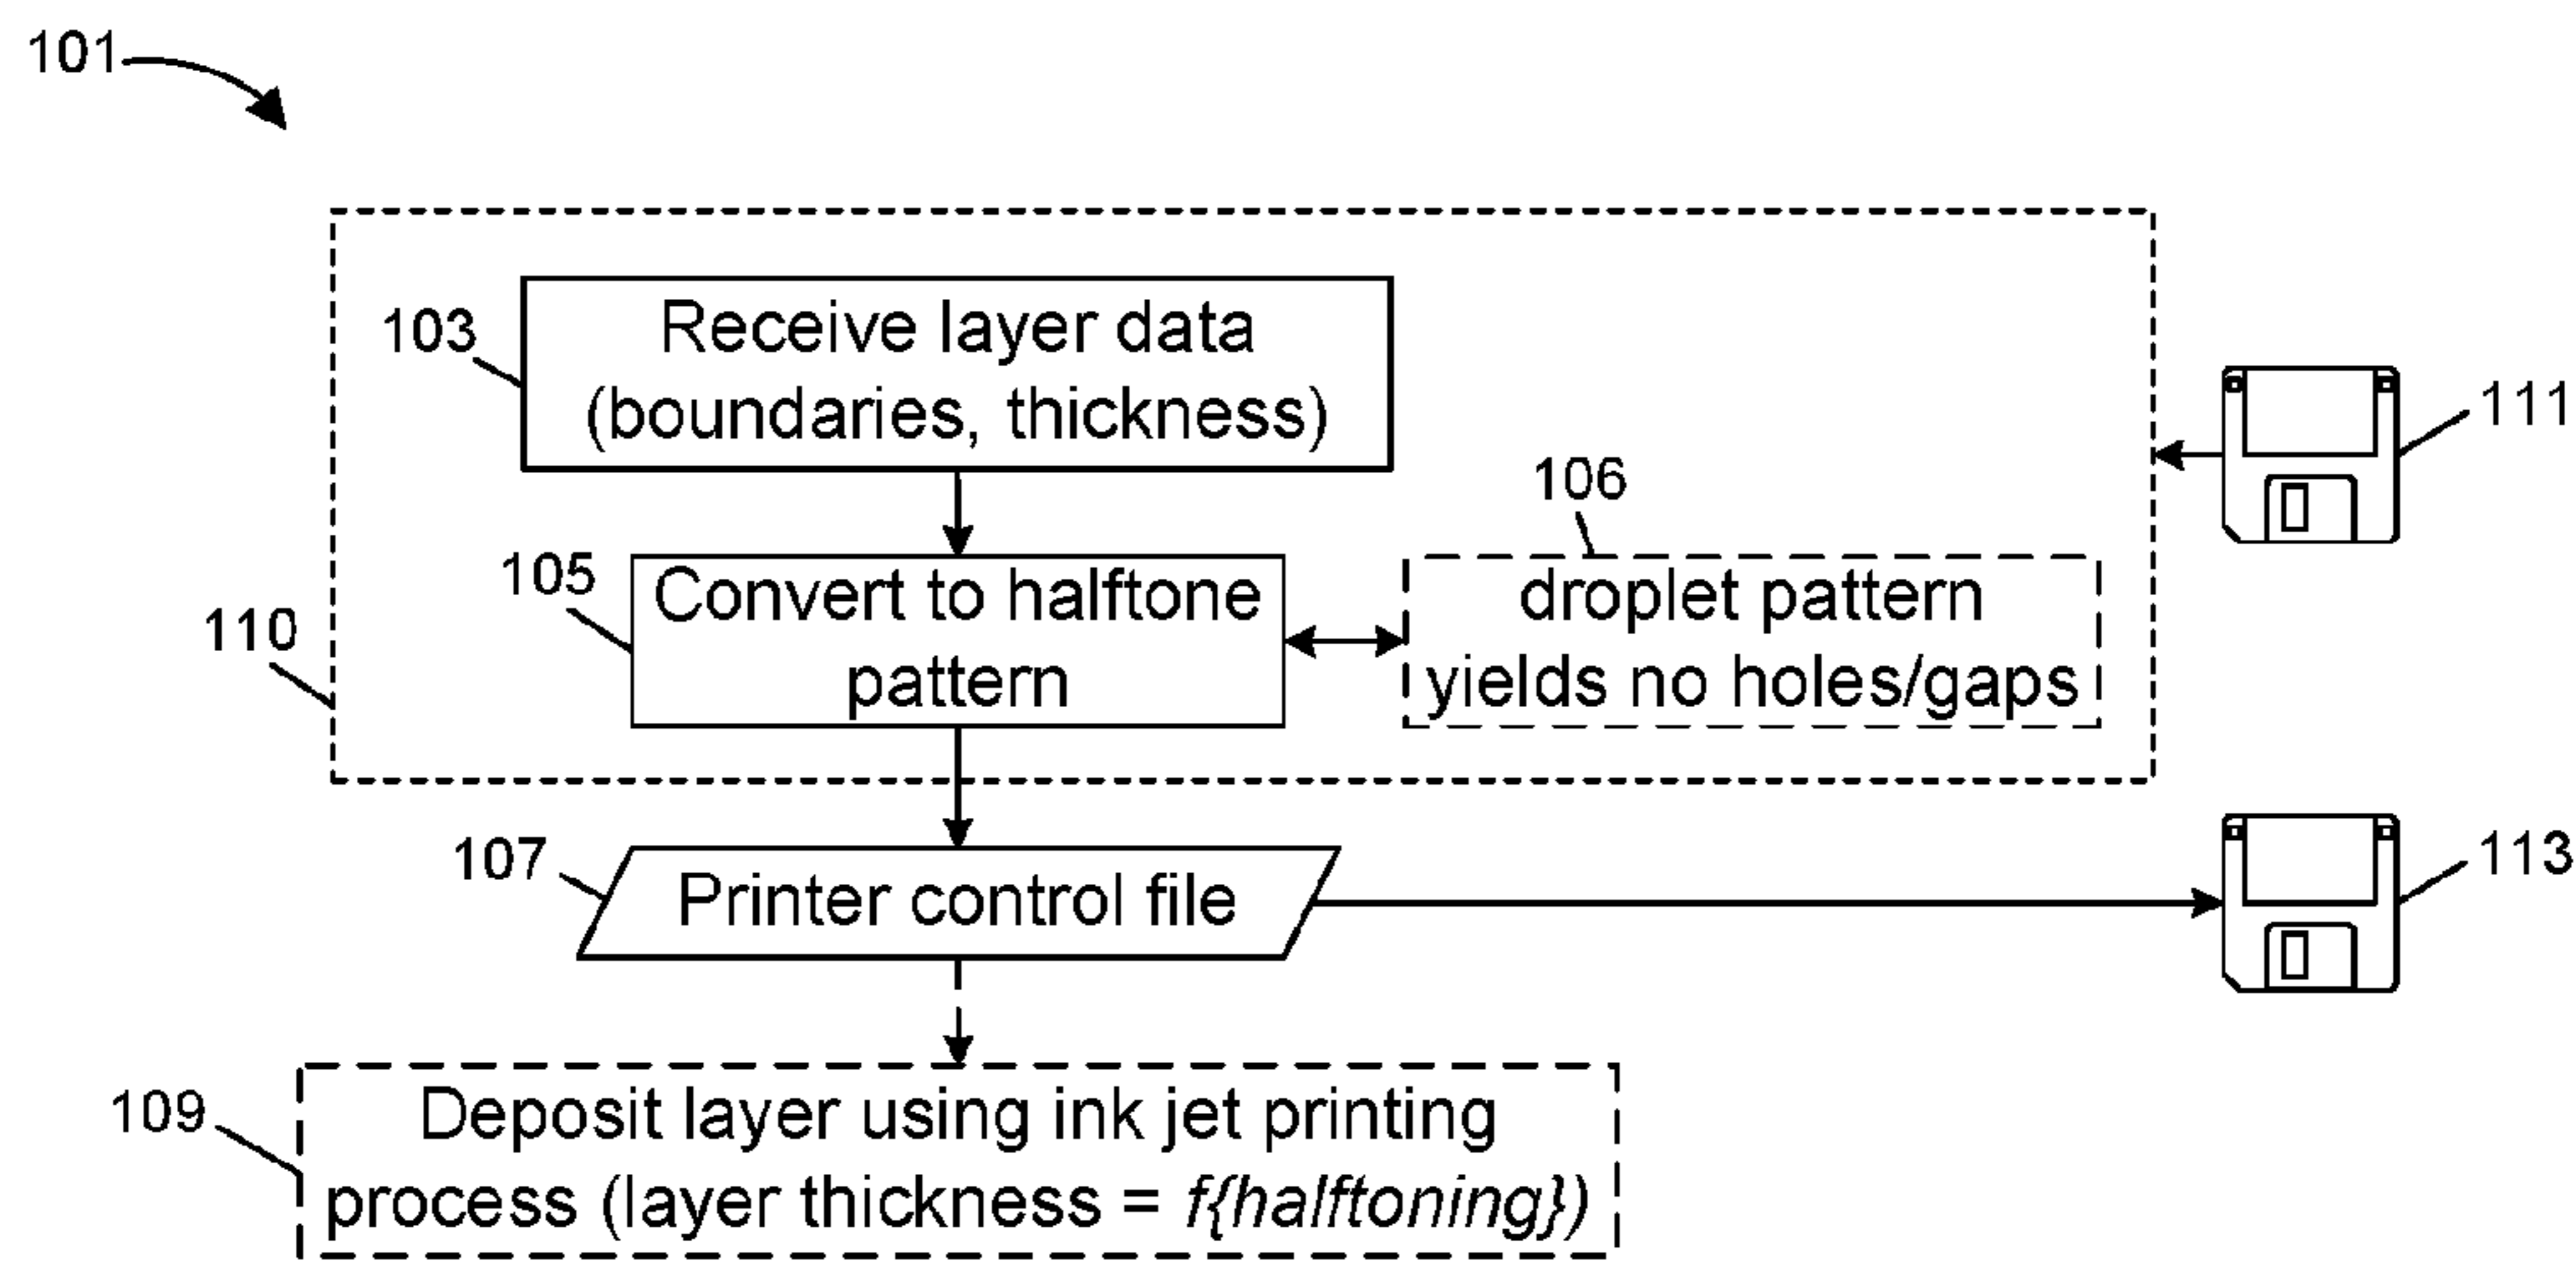 101
103
Receive layer data
(boundaries, thickness)
111
106
105
Convert to halftone
pattern
droplet pattern
yields no holes/gaps
110
107
Printer control file
113
109
Deposit layer using ink jet printing
process (layer thickness = f{halftoning})